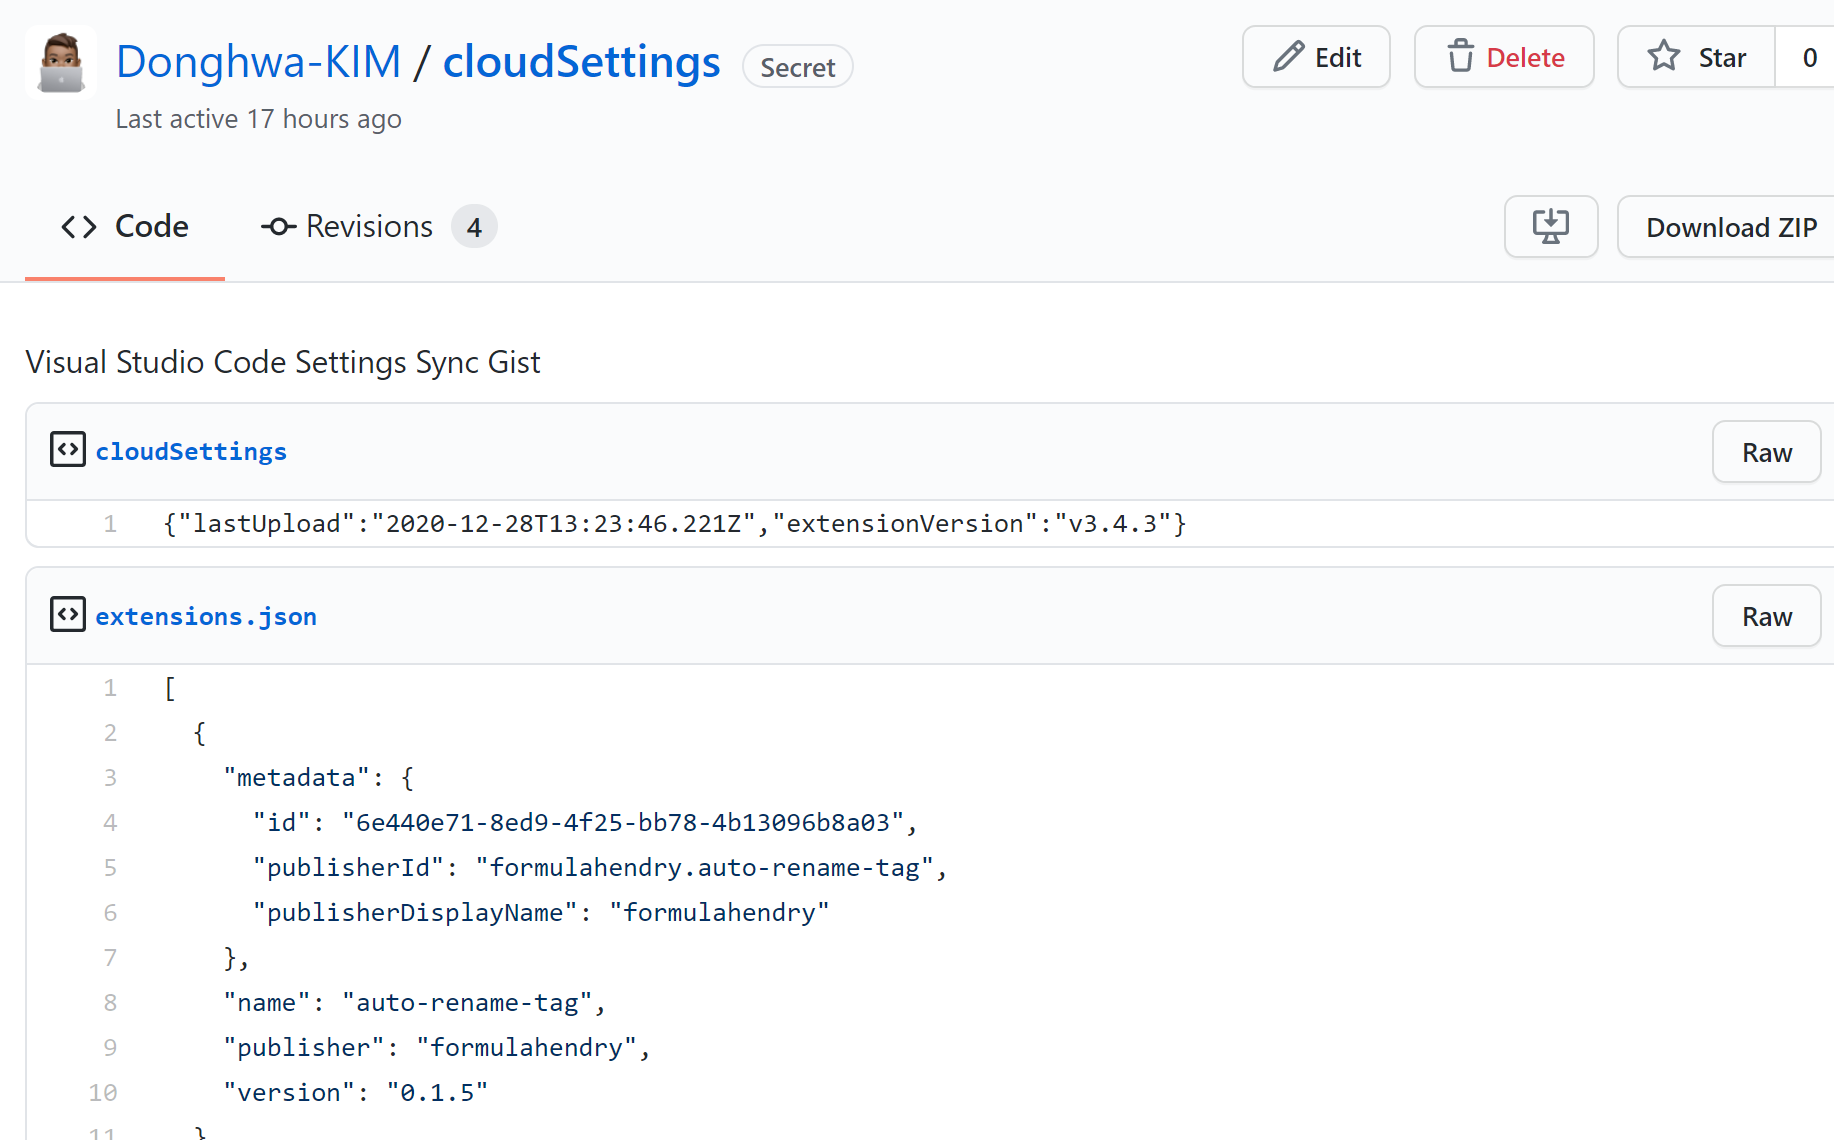 Donghwa-KIM / cloudSettings Secret
Edit Delete Star 0
Last active 17 hours ago
Code Revisions 4
Download ZIP
Visual Studio Code Settings Sync Gist
cloudSettings Raw
1 {"lastUpload":"2020-12-28T13:23:46.221Z","extensionVersion":"v3.4.3"}
extensions.json Raw
1 [
2 {
3 "metadata": {
4 "id": "6e440e71-8ed9-4f25-bb78-4b13096b8a03",
5 "publisherId": "formulahendry.auto-rename-tag",
6 "publisherDisplayName": "formulahendry"
7 },
8 "name": "auto-rename-tag",
9 "publisher": "formulahendry",
10 "version": "0.1.5"
11 }